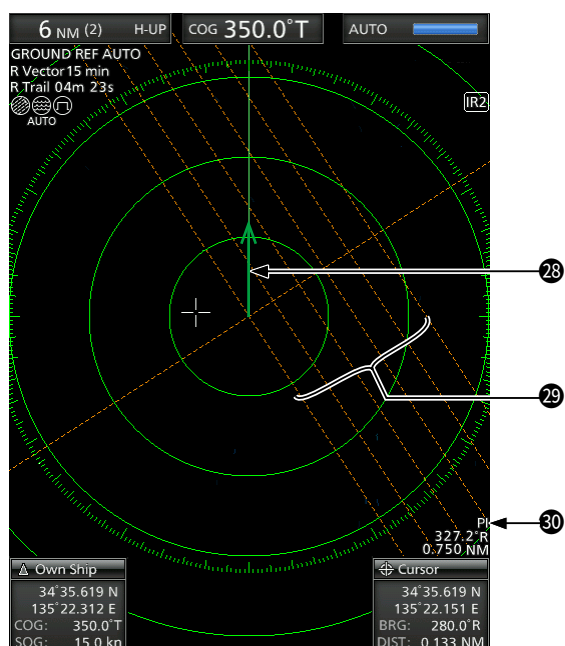 6 NM (2) H-UP COG 350.0°T AUTO
GROUND REF AUTO
R Vector 15 min
R Trail 04m 23s
AUTO
IR2
28
29
30
PI
327.2°R
0.750 NM
Own Ship
34°35.619 N
135°22.312 E
COG: 350.0°T
SOG: 15.0 kn
Cursor
34°35.619 N
135°22.151 E
BRG: 280.0°R
DIST: 0.133 NM